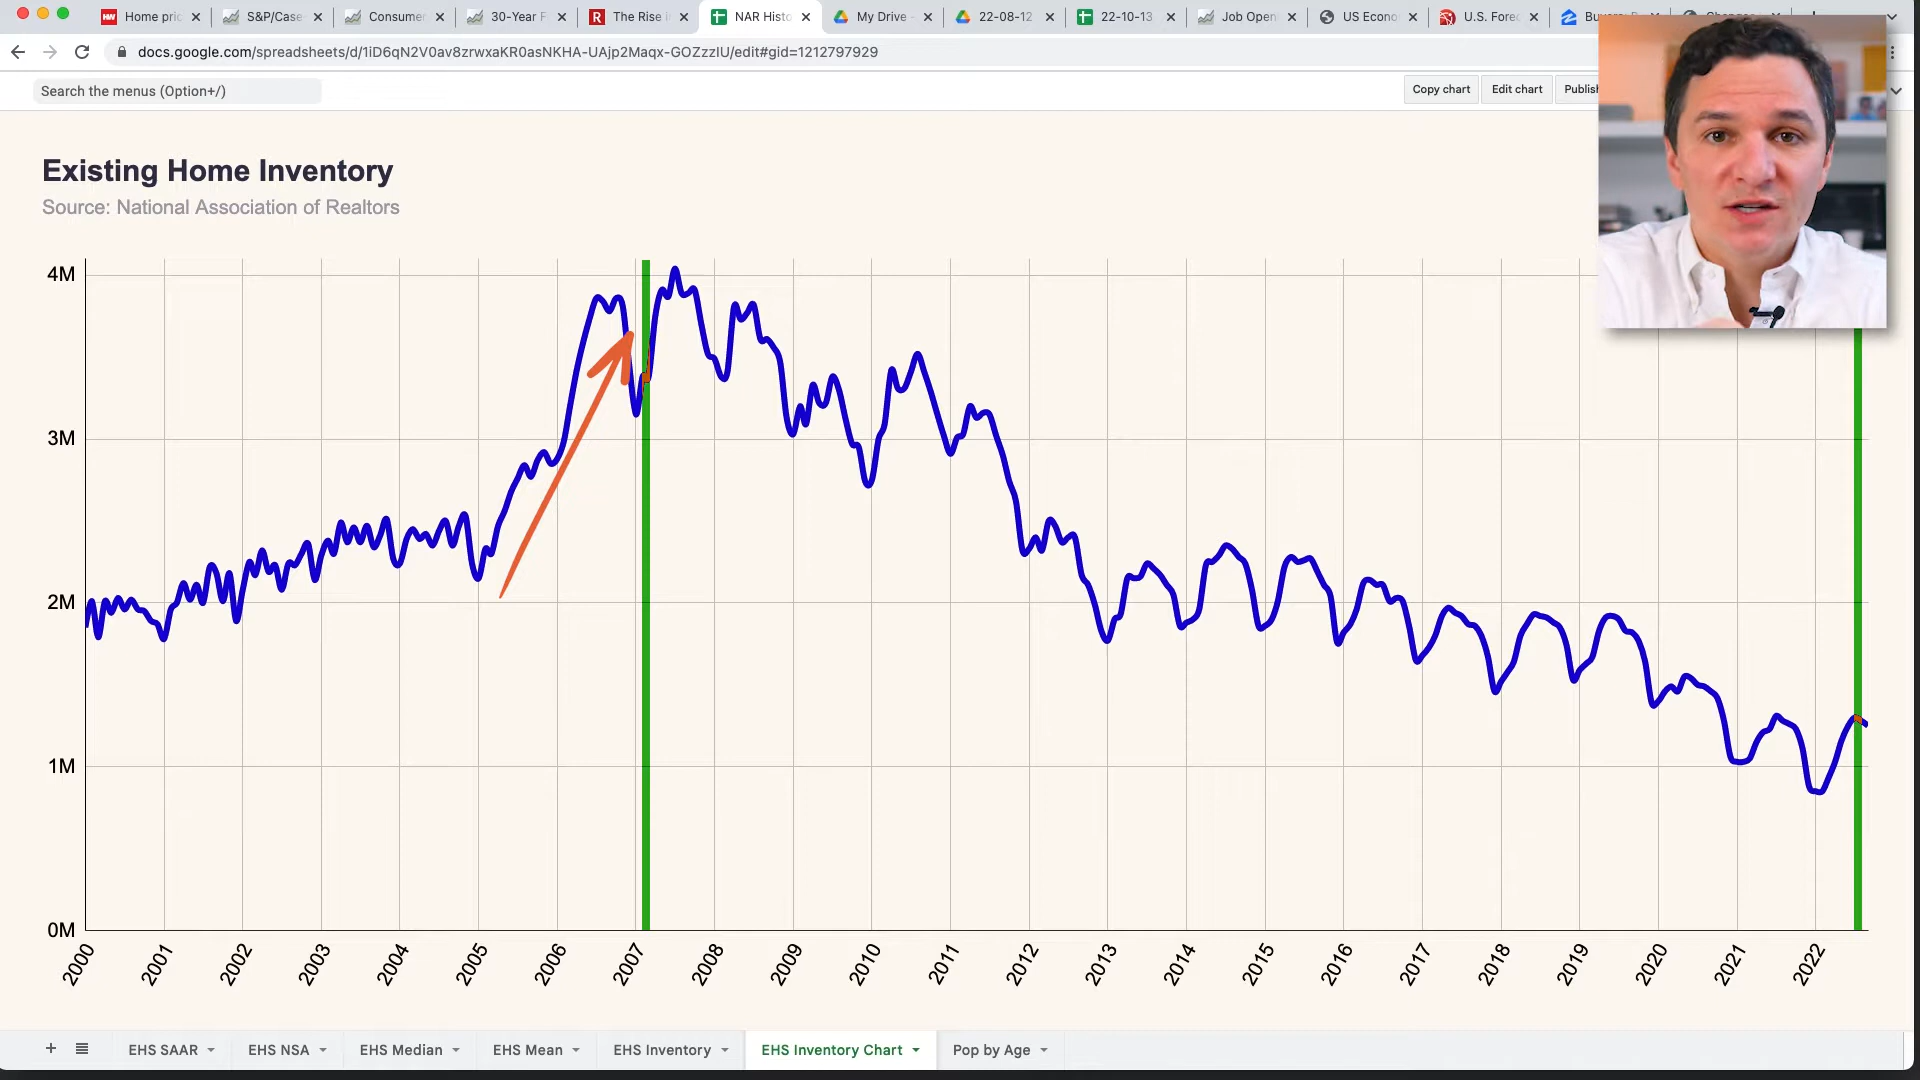 Home pric
S&P/Case-
Consumer
30-Year F
The Rise i
NAR Histo
My Drive -
22-08-12
22-10-13
Job Open
US Econo
U.S. Fore
docs.google.com/spreadsheets/d/1iD6qN2V0av8zrwxaKR0asNKHA-UAjp2Maqx-GOZzzIU/edit#gid=1212797929
Search the menus (Option+/)
Copy chart
Edit chart
Publish
Existing Home Inventory
Source: National Association of Realtors
4M
3M
2M
1M
0M
2000 2001 2002 2003 2004 2005 2006 2007 2008 2009 2010 2011 2012 2013 2014 2015 2016 2017 2018 2019 2020 2021 2022
EHS SAAR
EHS NSA
EHS Median
EHS Mean
EHS Inventory
EHS Inventory Chart
Pop by Age